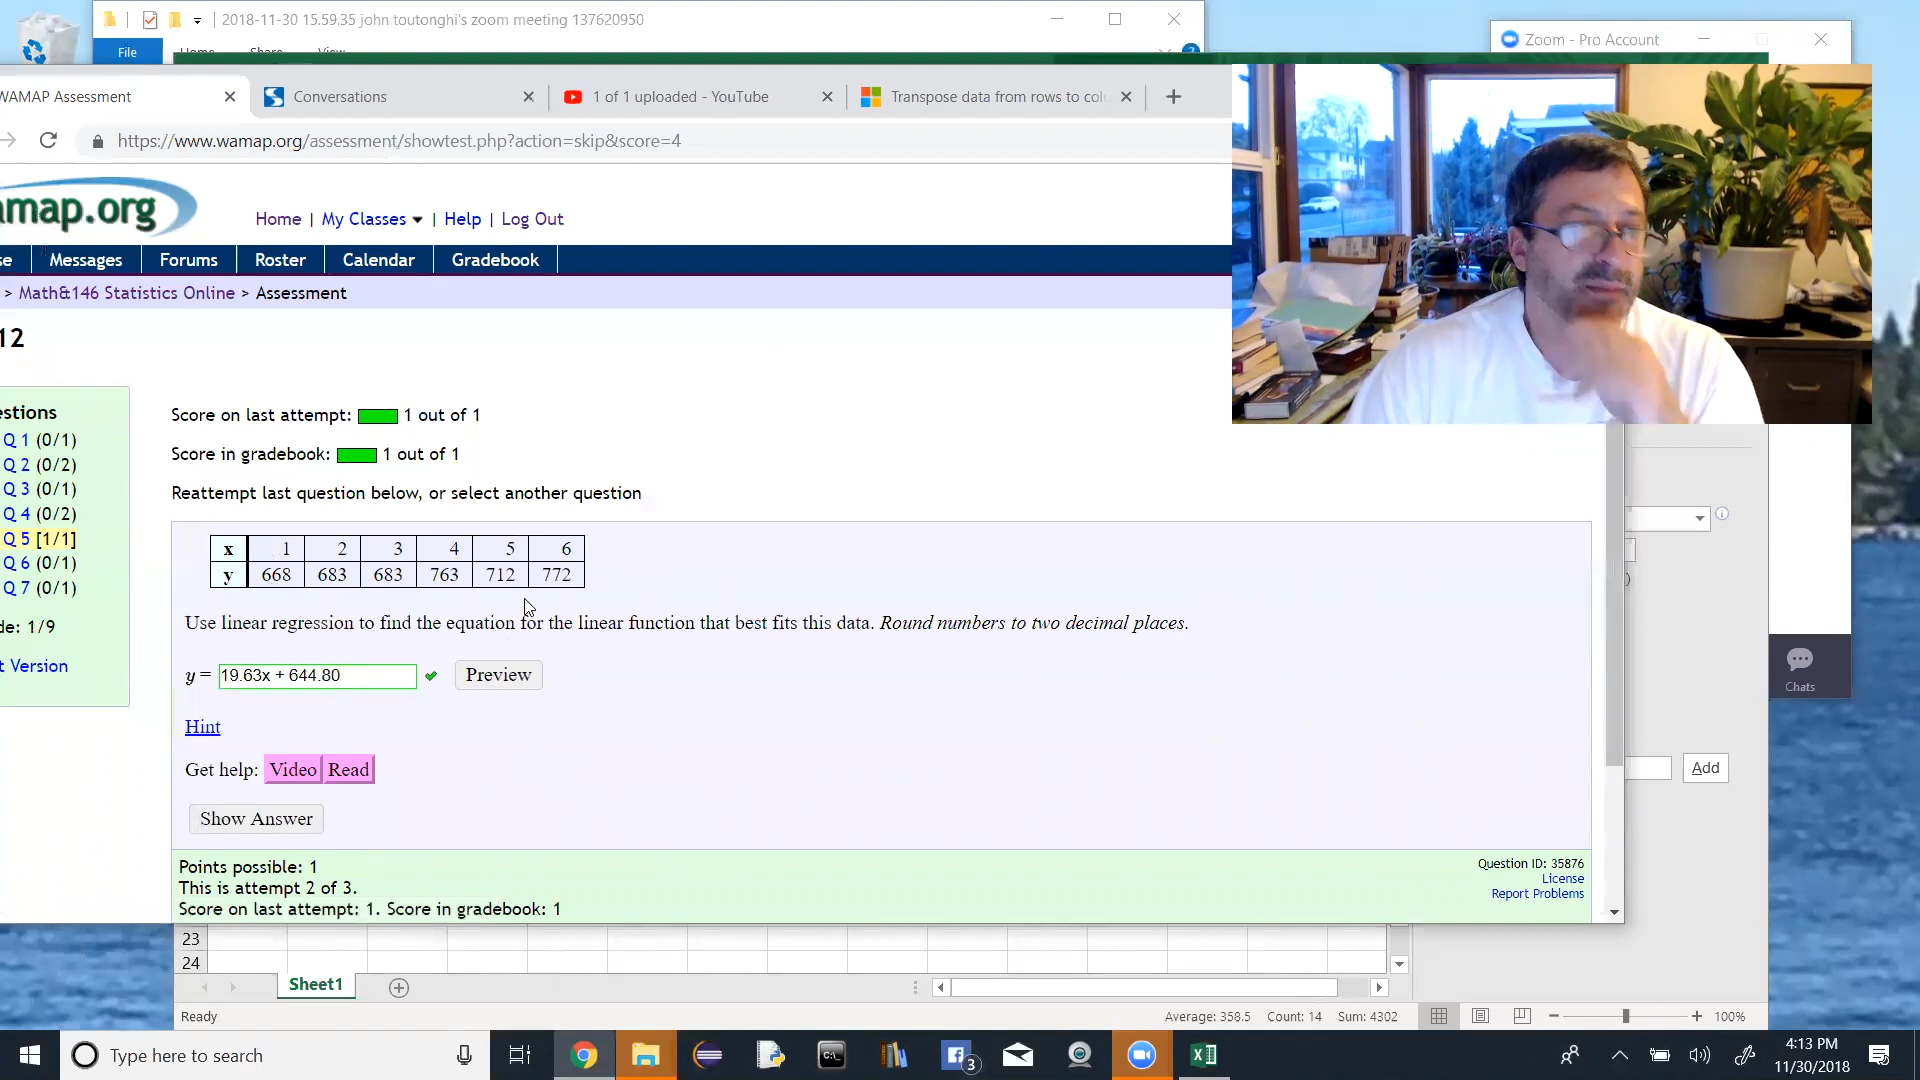 2018-11-30 15.59.35 john toutonghi's zoom meeting 137620950
File Home Share View
Zoom - Pro Account
WAMAP Assessment
Conversations
1 of 1 uploaded - YouTube
Transpose data from rows to colu
https://www.wamap.org/assessment/showtest.php?action=skip&score=4
amap.org
Home | My Classes | Help | Log Out
se Messages Forums Roster Calendar Gradebook
> Math&146 Statistics Online > Assessment
12
estions
Q 1 (0/1)
Q 2 (0/2)
Q 3 (0/1)
Q 4 (0/2)
Q 5 [1/1]
Q 6 (0/1)
Q 7 (0/1)
de: 1/9
t Version
Score on last attempt: 1 out of 1
Score in gradebook: 1 out of 1
Reattempt last question below, or select another question
x 1 2 3 4 5 6
y 668 683 683 763 712 772
Use linear regression to find the equation for the linear function that best fits this data. Round numbers to two decimal places.
y = 19.63x + 644.80 Preview
Hint
Get help: Video Read
Show Answer
Points possible: 1
This is attempt 2 of 3.
Score on last attempt: 1. Score in gradebook: 1
Question ID: 35876
License
Report Problems
Chats
Add
23
24
Sheet1
Ready
Average: 358.5 Count: 14 Sum: 4302
100%
Type here to search
3
4:13 PM
11/30/2018